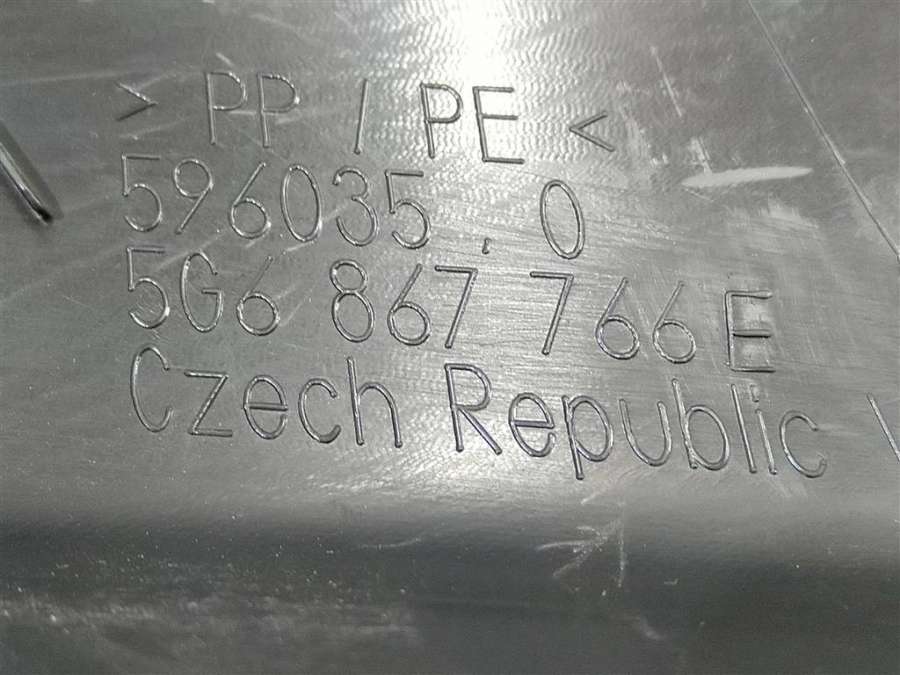 > PP / PE <
596035.0
5G6 867 766 E
Czech Republic